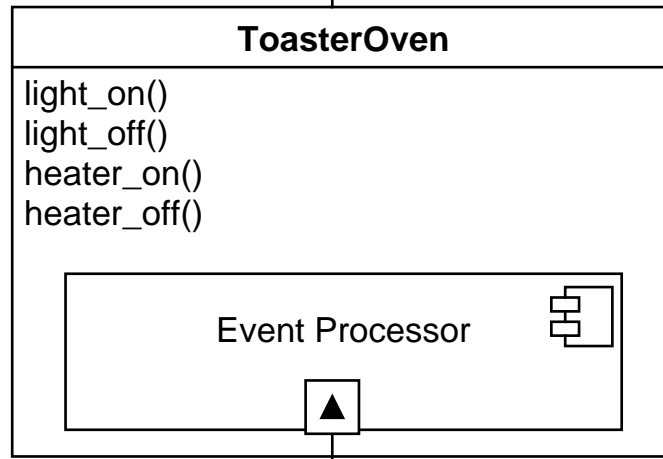 ToasterOven
light_on()
light_off()
heater_on()
heater_off()
Event Processor